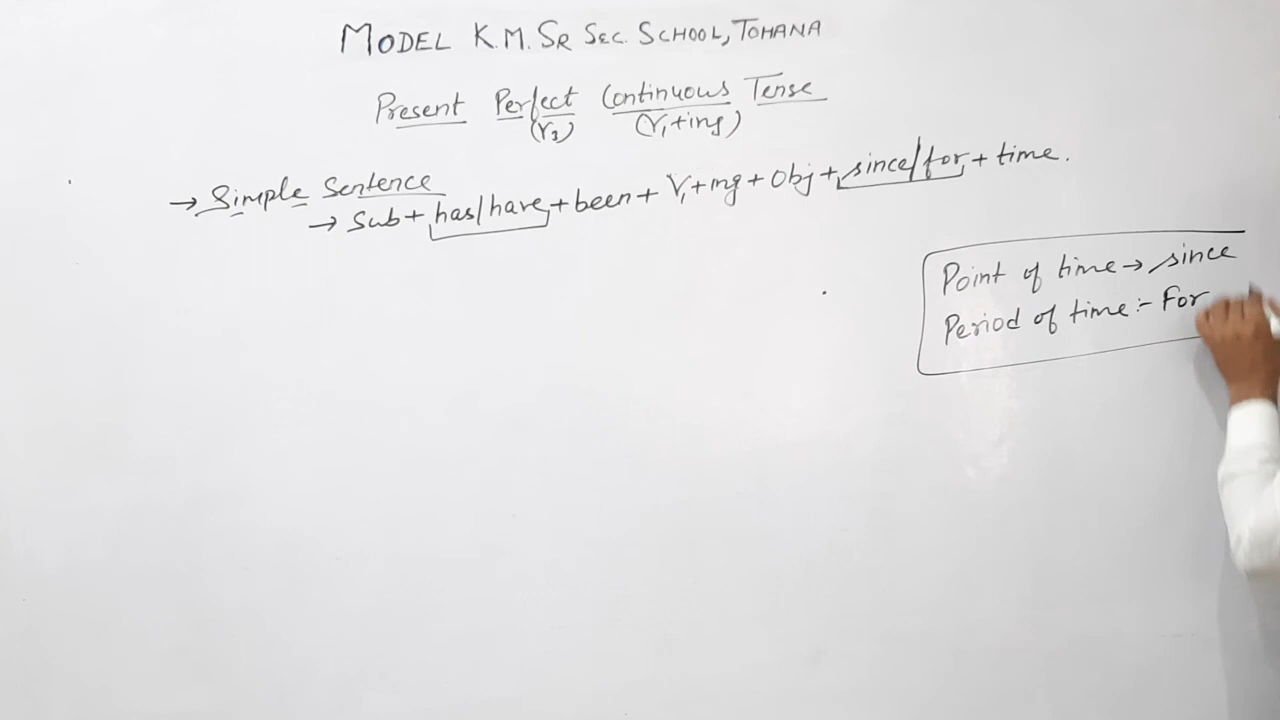 MODEL K.M. SR SEC. SCHOOL, TOHANA
Present Perfect Continuous Tense
(V3) (V1+ing)
→ Simple Sentence
→ Sub + has/have + been + V1+ing + Obj + since/for + time.
Point of time → since
Period of time :- For